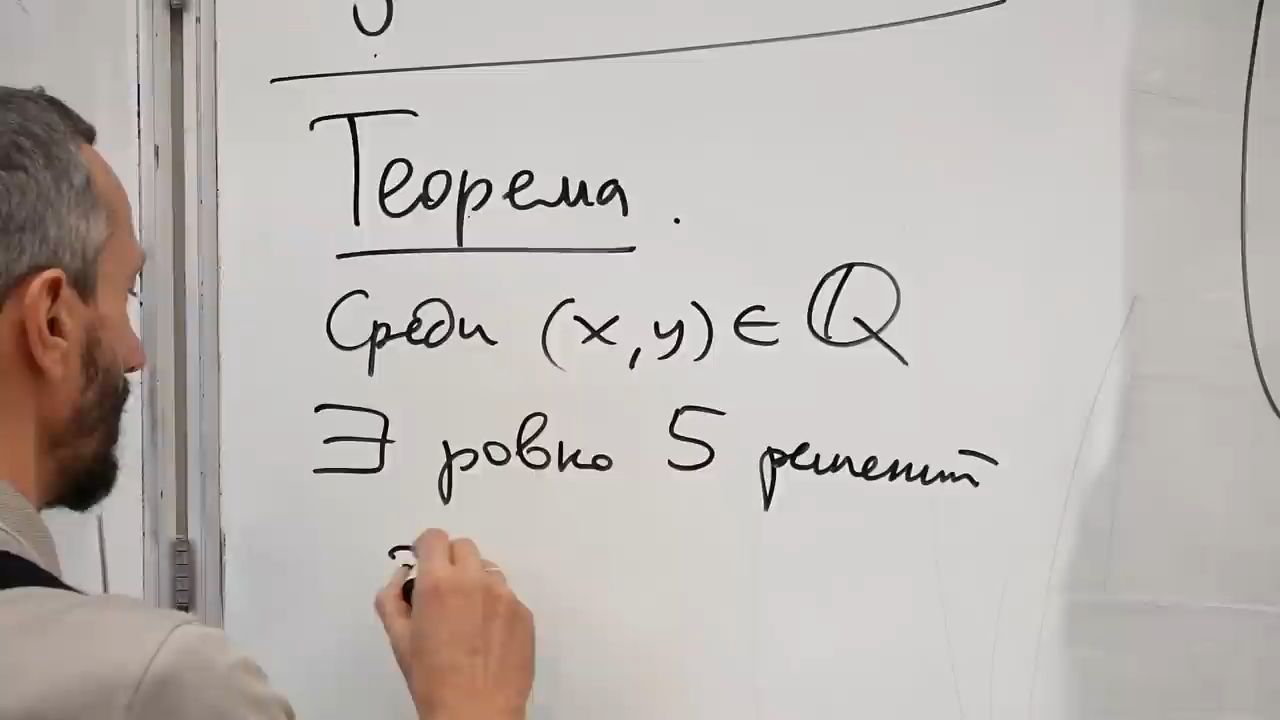 Теорема.
Среди (x,y) ∈ ℚ
∃ ровно 5 решений